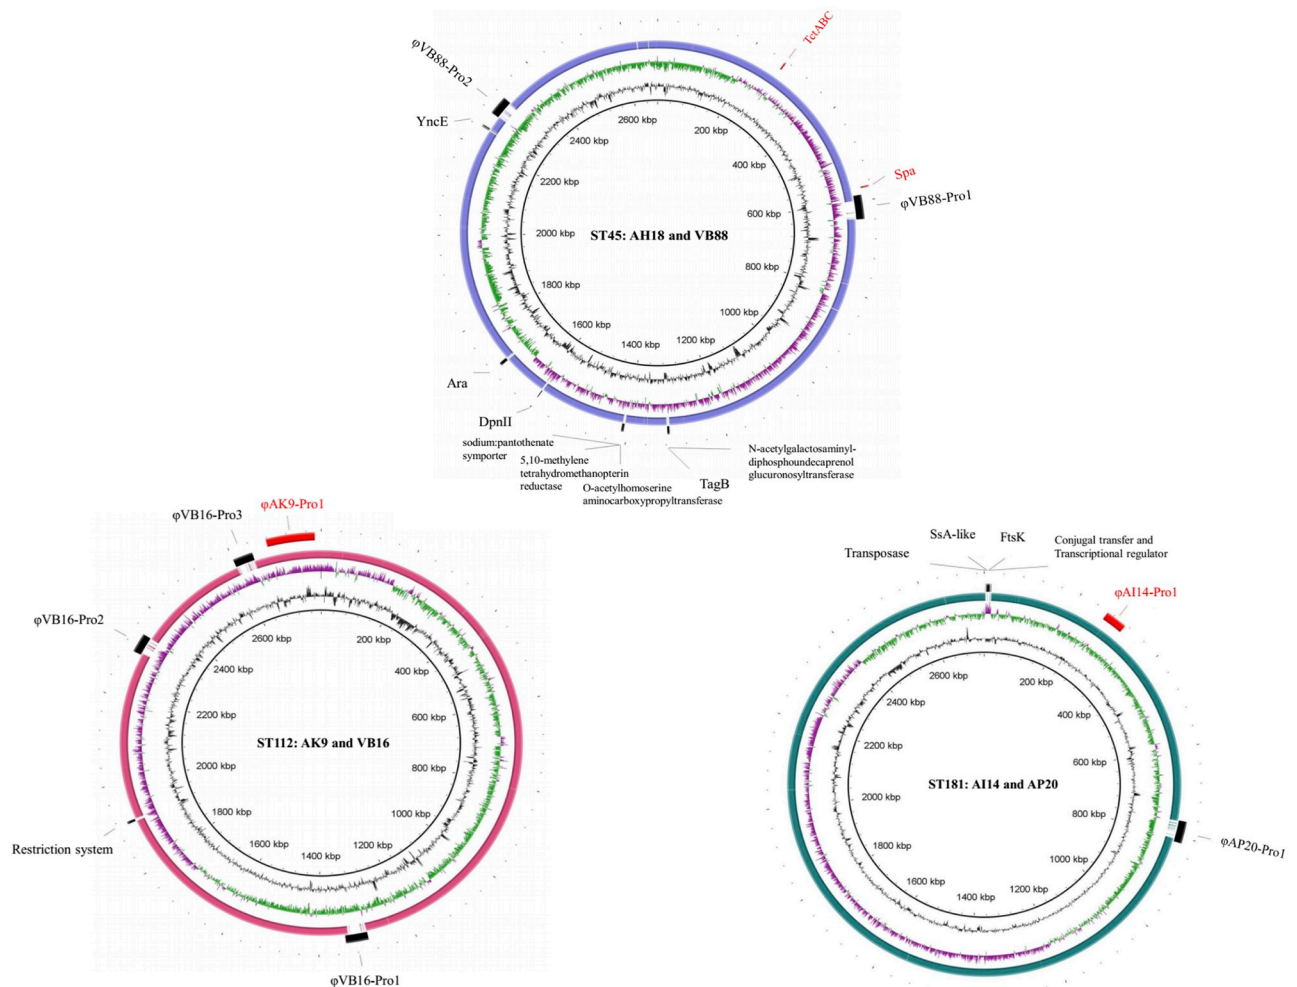 TctABC
φVB88-Pro2
YncE
Spa
φVB88-Pro1
2600 kbp
200 kbp
2400 kbp
400 kbp
2200 kbp
600 kbp
2000 kbp
ST45: AH18 and VB88
800 kbp
1800 kbp
1000 kbp
1600 kbp
1200 kbp
1400 kbp
Ara
DpnII
sodium:pantothenate
symporter
5,10-methylene
tetrahydromethanopterin
reductase
O-acetylhomoserine
aminocarboxypropyltransferase
TagB
N-acetylgalactosaminyl-
diphosphoundecaprenol
glucuronosyltransferase
φAK9-Pro1
φVB16-Pro3
φVB16-Pro2
2600 kbp
200 kbp
2400 kbp
400 kbp
2200 kbp
600 kbp
ST112: AK9 and VB16
2000 kbp
800 kbp
1800 kbp
1000 kbp
1600 kbp
1200 kbp
1400 kbp
Restriction system
φVB16-Pro1
Transposase
SsA-like
FtsK
Conjugal transfer and
Transcriptional regulator
φAI14-Pro1
2600 kbp
200 kbp
2400 kbp
400 kbp
2200 kbp
600 kbp
ST181: AI14 and AP20
2000 kbp
800 kbp
1800 kbp
1000 kbp
1600 kbp
1200 kbp
1400 kbp
φAP20-Pro1